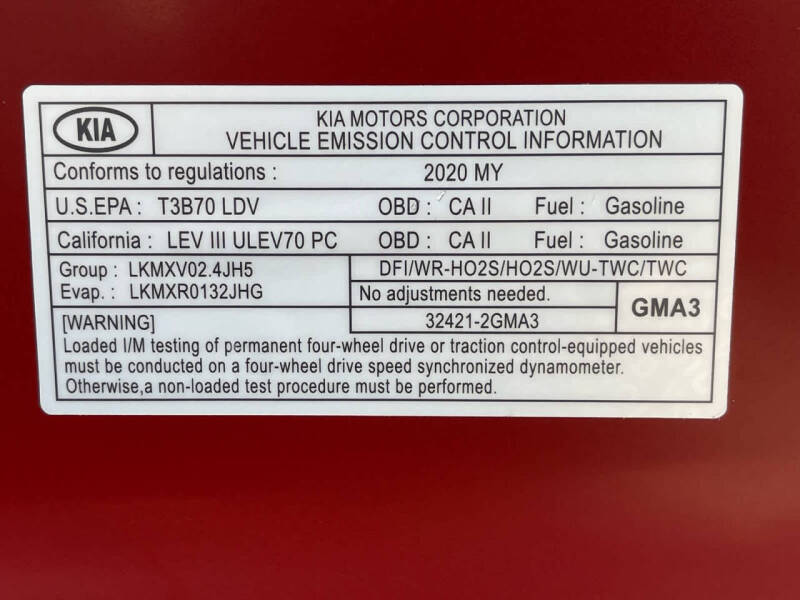 KIA
KIA MOTORS CORPORATION
VEHICLE EMISSION CONTROL INFORMATION
Conforms to regulations : 2020 MY
U.S.EPA : T3B70 LDV OBD : CA II Fuel : Gasoline
California : LEV III ULEV70 PC OBD : CA II Fuel : Gasoline
Group : LKMXV02.4JH5
Evap. : LKMXR0132JHG
DFI/WR-HO2S/HO2S/WU-TWC/TWC
No adjustments needed.
32421-2GMA3
GMA3
[WARNING]
Loaded I/M testing of permanent four-wheel drive or traction control-equipped vehicles
must be conducted on a four-wheel drive speed synchronized dynamometer.
Otherwise,a non-loaded test procedure must be performed.